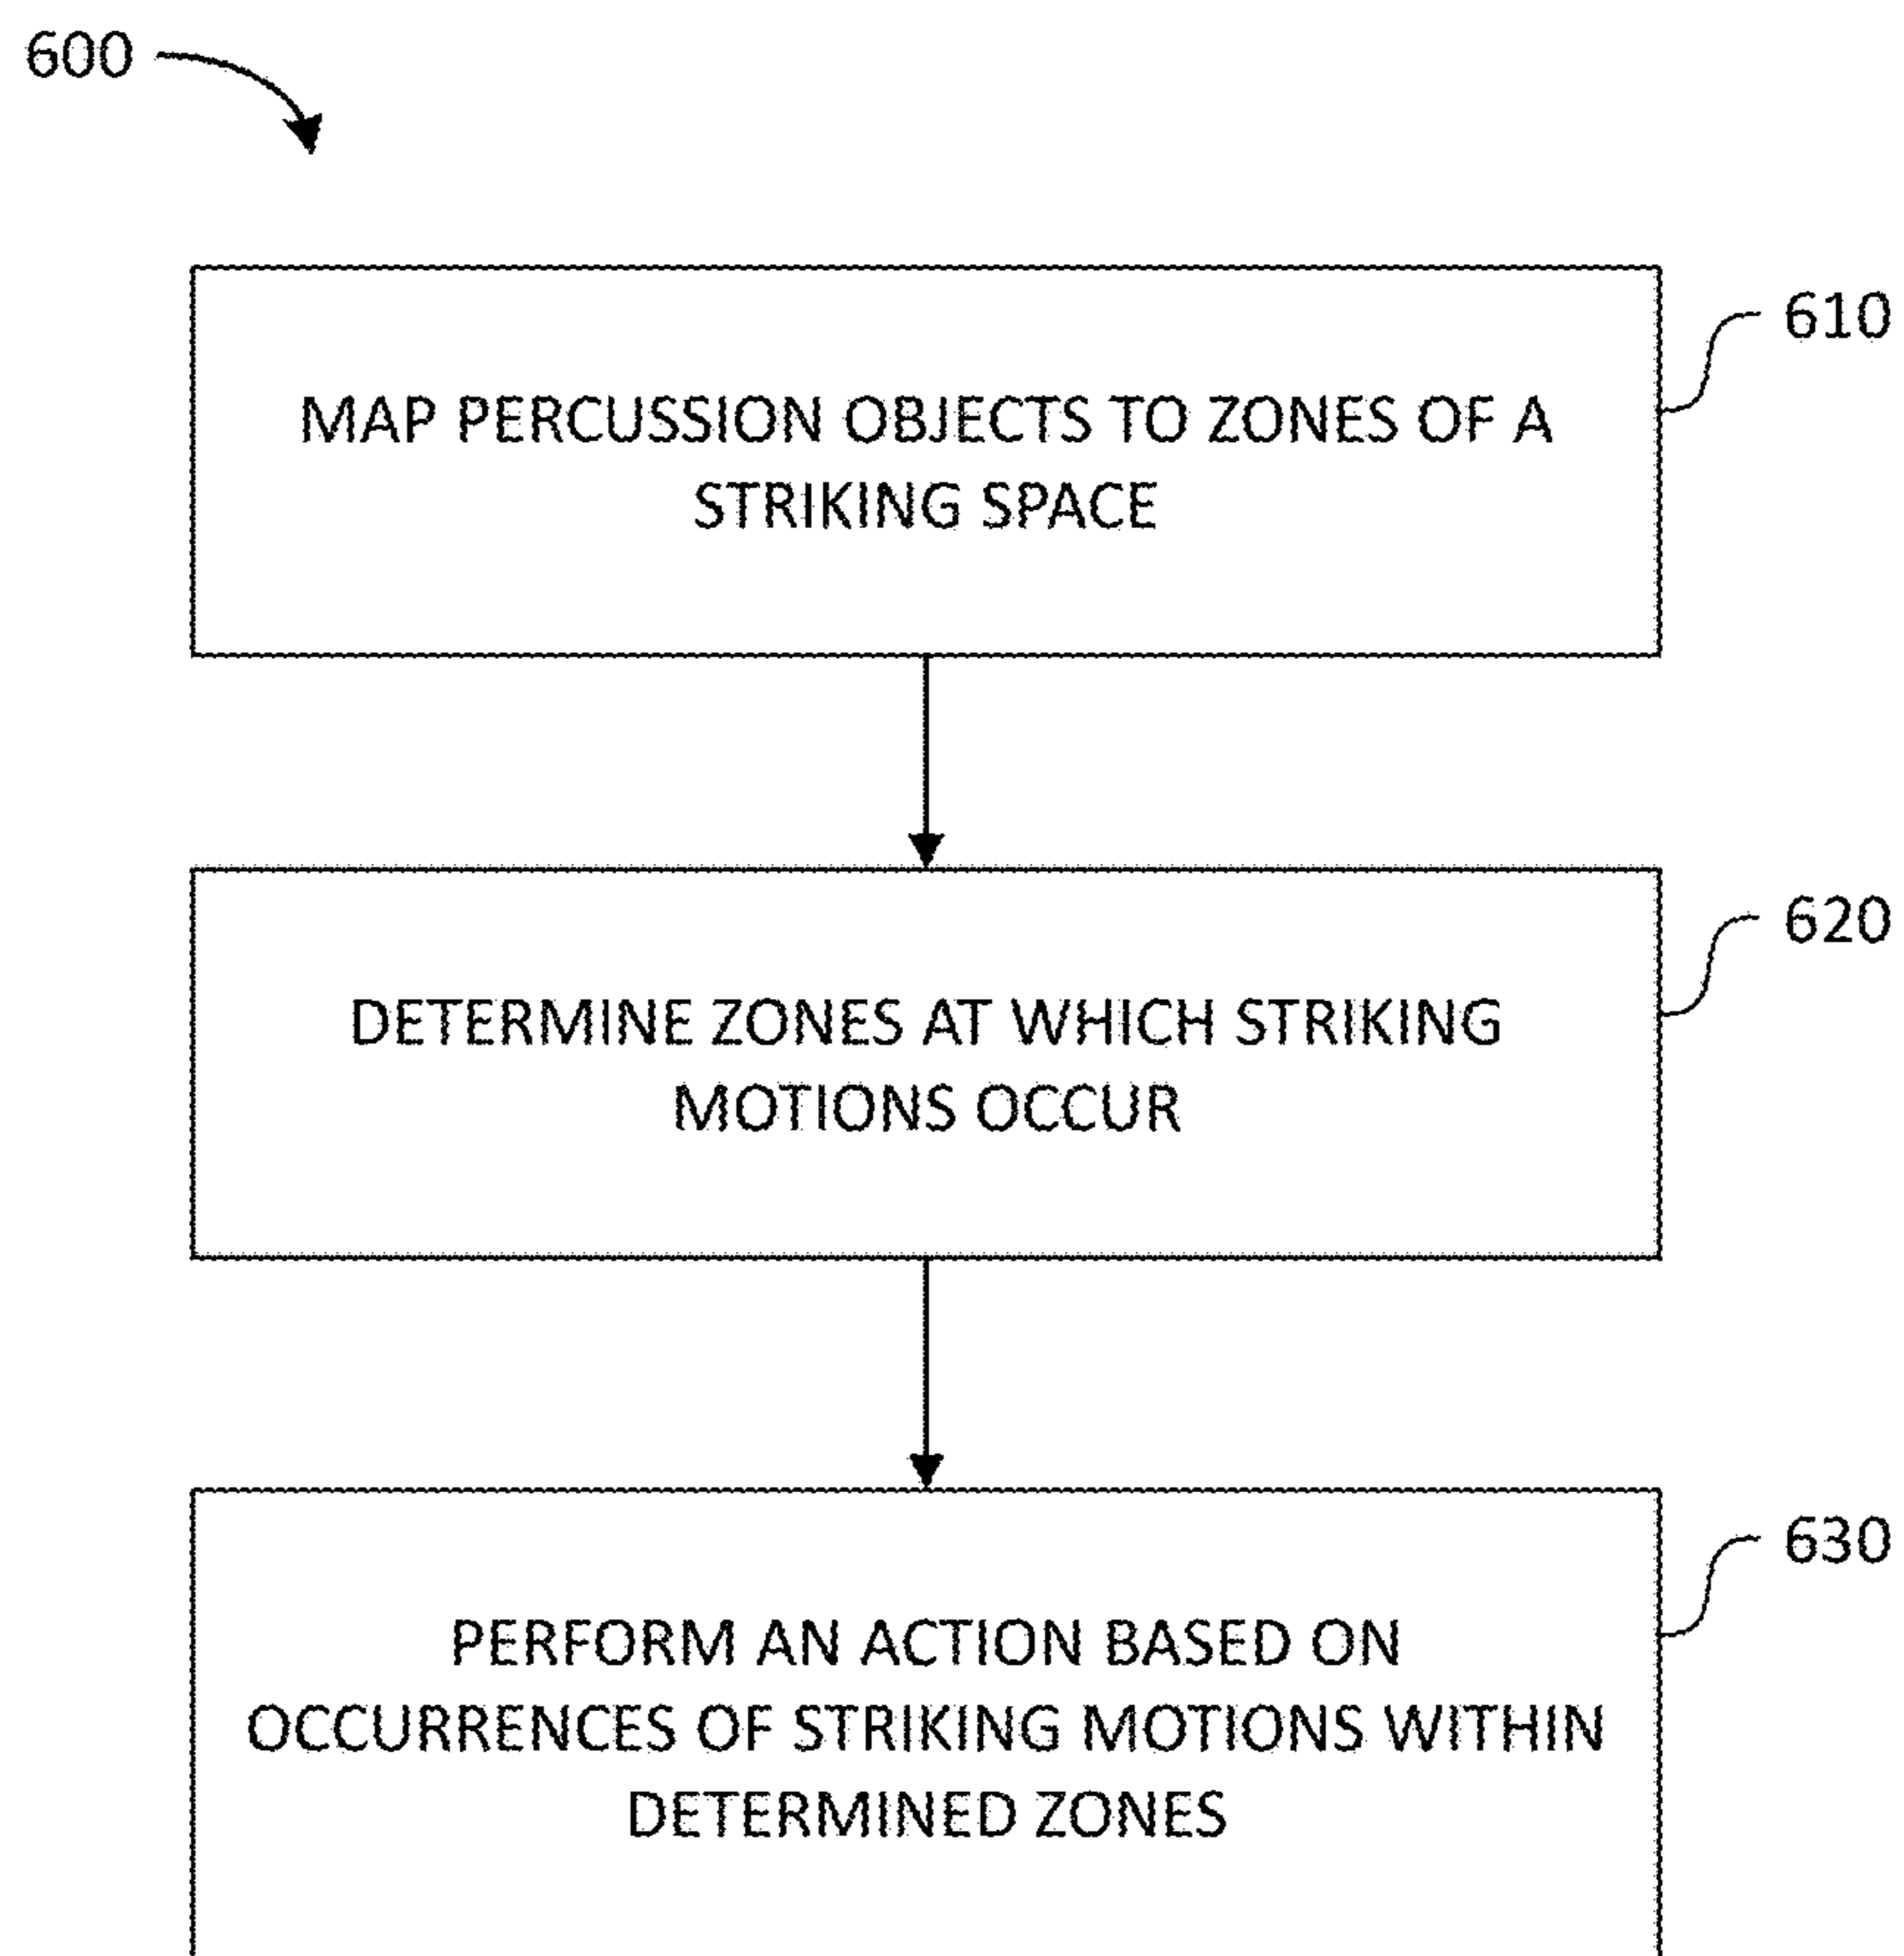 600
610
MAP PERCUSSION OBJECTS TO ZONES OF A
STRIKING SPACE
620
DETERMINE ZONES AT WHICH STRIKING
MOTIONS OCCUR
630
PERFORM AN ACTION BASED ON
OCCURRENCES OF STRIKING MOTIONS WITHIN
DETERMINED ZONES